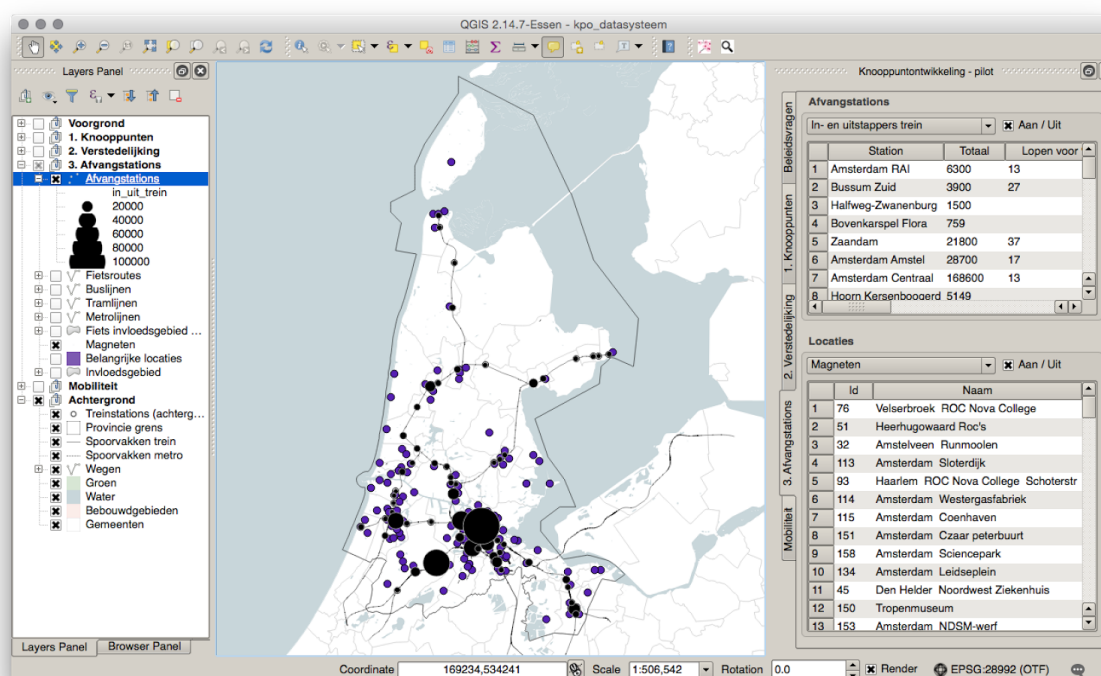 QGIS 2.14.7-Essen - kpo_datasysteem
Layers Panel
Voorgrond
1. Knooppunten
2. Verstedelijking
3. Afvangstations
Afvangstations
in_uit_trein
20000
40000
60000
80000
100000
Fietsroutes
Buslijnen
Tramlijnen
Metrolijnen
Fiets invloedsgebied ...
Magneten
Belangrijke locaties
Invloedsgebied
Mobiliteit
Achtergrond
Treinstations (achterg...
Provincie grens
Spoorvakken trein
Spoorvakken metro
Wegen
Groen
Water
Bebouwdgebieden
Gemeenten
Layers Panel Browser Panel
Knooppuntontwikkeling - pilot
Beleidsvragen
1. Knooppunten
2. Verstedelijking
3. Afvangstations
Mobiliteit
Afvangstations
In- en uitstappers trein Aan / Uit
Station Totaal Lopen voor
1 Amsterdam RAI 6300 13
2 Bussum Zuid 3900 27
3 Halfweg-Zwanenburg 1500
4 Bovenkarspel Flora 759
5 Zaandam 21800 37
6 Amsterdam Amstel 28700 17
7 Amsterdam Centraal 168600 13
8 Hoorn Kersenboogerd 5149
Locaties
Magneten Aan / Uit
Id Naam
1 76 Velserbroek ROC Nova College
2 51 Heerhugowaard Roc's
3 32 Amstelveen Runmoolen
4 113 Amsterdam Sloterdijk
5 93 Haarlem ROC Nova College Schoterstr
6 114 Amsterdam Westergasfabriek
7 115 Amsterdam Coenhaven
8 151 Amsterdam Czaar peterbuurt
9 158 Amsterdam Sciencepark
10 134 Amsterdam Leidseplein
11 45 Den Helder Noordwest Ziekenhuis
12 150 Tropenmuseum
13 153 Amsterdam NDSM-werf
Coordinate 169234,534241 Scale 1:506,542 Rotation 0.0 Render EPSG:28992 (OTF)